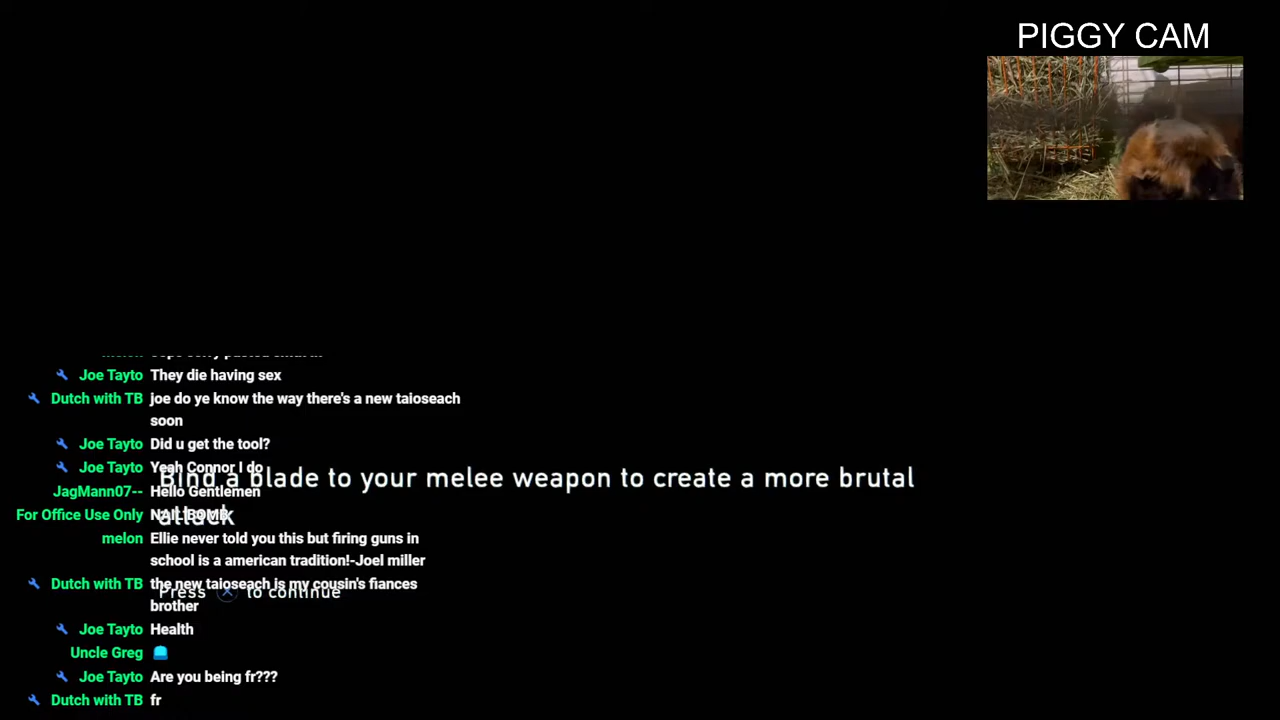 PIGGY CAM
Joe Tayto They die having sex
Dutch with TB joe do ye know the way there's a new taioseach
soon
Joe Tayto Did u get the tool?
Joe Tayto Yeah Connor I do
Bind a blade to your melee weapon to create a more brutal
attack
JagMann07-- Hello Gentlemen
For Office Use Only NAIL BOMB
melon Ellie never told you this but firing guns in
school is a american tradition!-Joel miller
Dutch with TB the new taioseach is my cousin's fiances
brother
Press to continue
Joe Tayto Health
Uncle Greg
Joe Tayto Are you being fr???
Dutch with TB fr